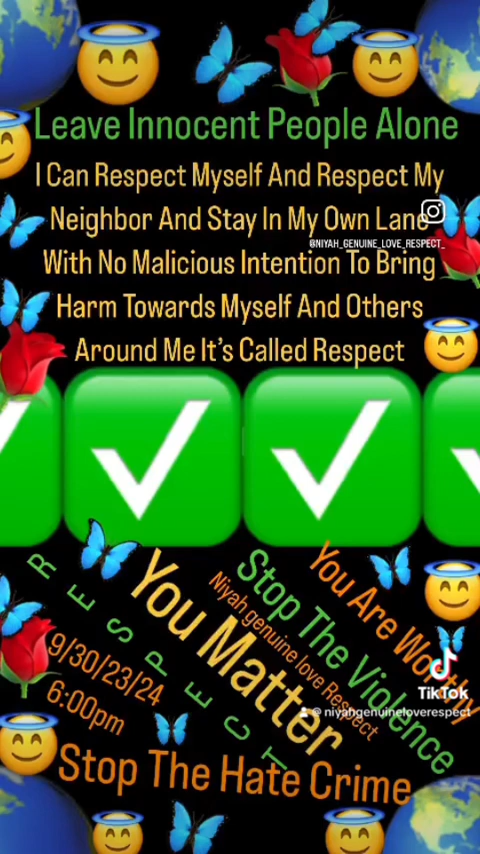 Leave Innocent People Alone
I Can Respect Myself And Respect My
Neighbor And Stay In My Own Lane
@NIYAH_GENUINE_LOVE_RESPECT_
With No Malicious Intention To Bring
Harm Towards Myself And Others
Around Me It's Called Respect
RESPECT
9/30/23/24
6:00pm
You Matter
Niyah genuine love Respect
Stop The Violence
You Are Worthy
TikTok
@niyahgenuineloverespect
Stop The Hate Crime